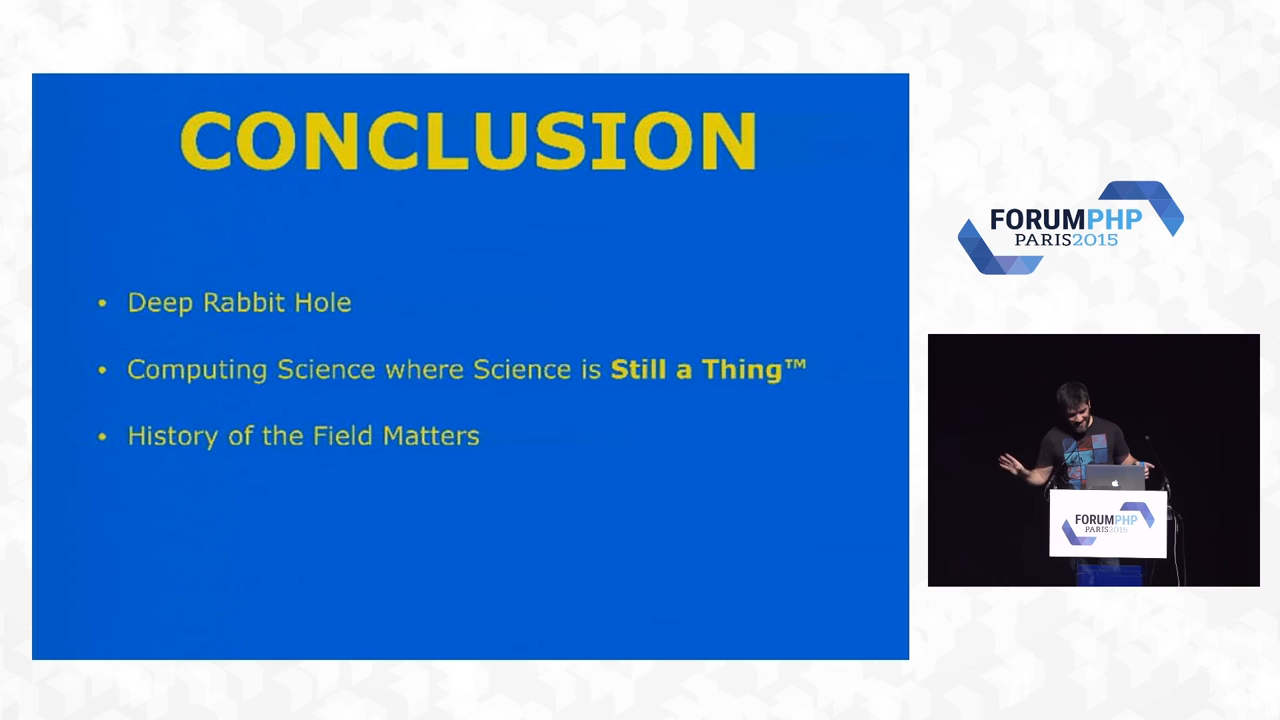 CONCLUSION
• Deep Rabbit Hole
• Computing Science where Science is Still a Thing™
• History of the Field Matters
FORUMPHP
PARIS2015
FORUMPHP
PARIS2015